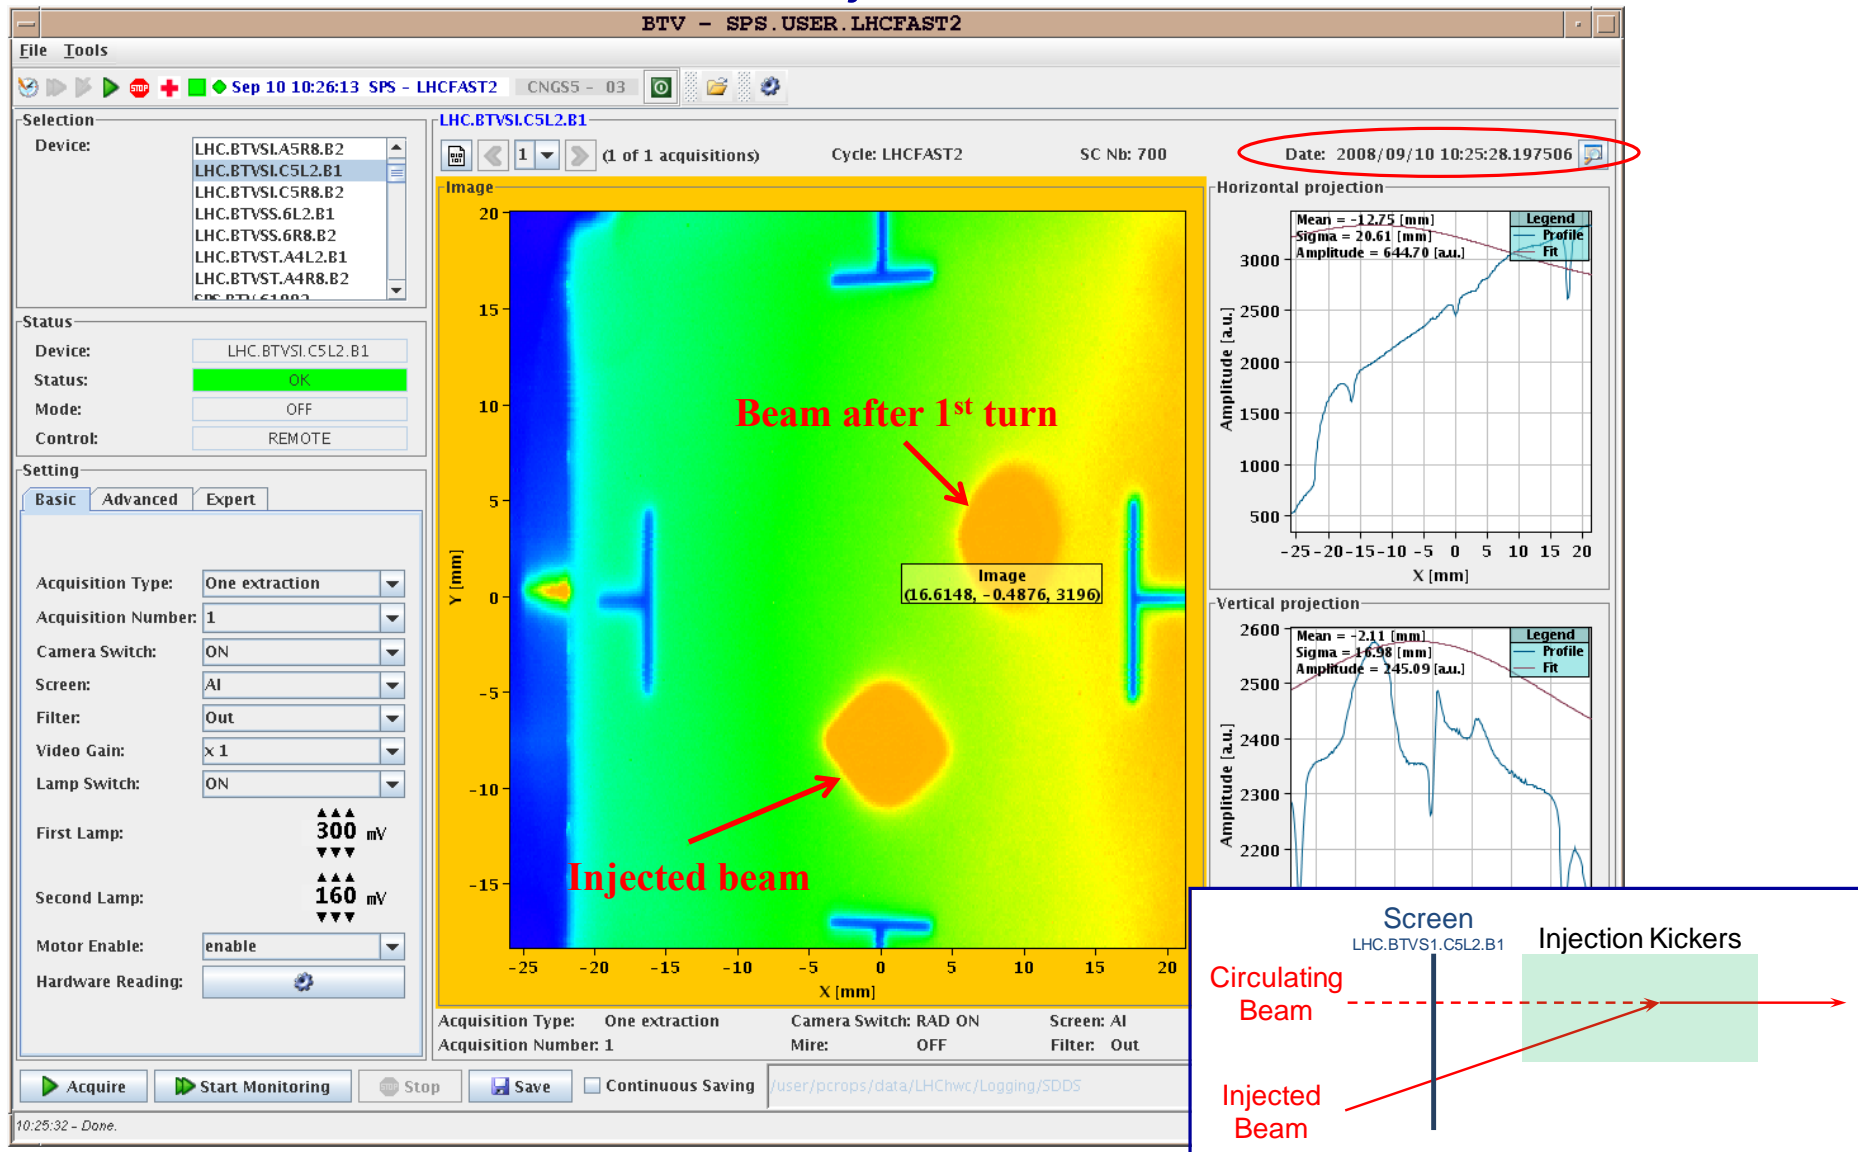 BTV - SPS.USER.LHCFAST2
File Tools
Sep 10 10:26:13 SPS - LHCFAST2 CNGS5 - 03
Selection
Device:
LHC.BTVSI.A5R8.B2
LHC.BTVSI.C5L2.B1
LHC.BTVSI.C5R8.B2
LHC.BTVSS.6L2.B1
LHC.BTVSS.6R8.B2
LHC.BTVST.A4L2.B1
LHC.BTVST.A4R8.B2
Status
Device: LHC.BTVSI.C5L2.B1
Status: OK
Mode: OFF
Control: REMOTE
Setting
Basic Advanced Expert
Acquisition Type: One extraction
Acquisition Number: 1
Camera Switch: ON
Screen: Al
Filter: Out
Video Gain: x 1
Lamp Switch: ON
First Lamp: 300 mV
Second Lamp: 160 mV
Motor Enable: enable
Hardware Reading:
Acquire Start Monitoring Stop Save Continuous Saving /user/pcrops/data/LHChwc/Logging/SDDS
10:25:32 - Done.
LHC.BTVSI.C5L2.B1
1 (1 of 1 acquisitions) Cycle: LHCFAST2 SC Nb: 700 Date: 2008/09/10 10:25:28.197506
Image
20
15
10
5
0
-5
-10
-15
Y [mm]
-25 -20 -15 -10 -5 0 5 10 15 20
X [mm]
Beam after 1st turn
Image
(16.6148, -0.4876, 3196)
Injected beam
Acquisition Type: One extraction Camera Switch: RAD ON Screen: Al
Acquisition Number: 1 Mire: OFF Filter: Out
Horizontal projection
Mean = -12.75 [mm]
Sigma = 20.61 [mm]
Amplitude = 644.70 [a.u.]
Legend
Profile
Fit
3000
2500
2000
1500
1000
500
Amplitude [a.u.]
-25 -20 -15 -10 -5 0 5 10 15 20
X [mm]
Vertical projection
Mean = -2.11 [mm]
Sigma = 16.98 [mm]
Amplitude = 245.09 [a.u.]
Legend
Profile
Fit
2600
2500
2400
2300
2200
Amplitude [a.u.]
Screen
LHC.BTVS1.C5L2.B1
Injection Kickers
Circulating
Beam
Injected
Beam